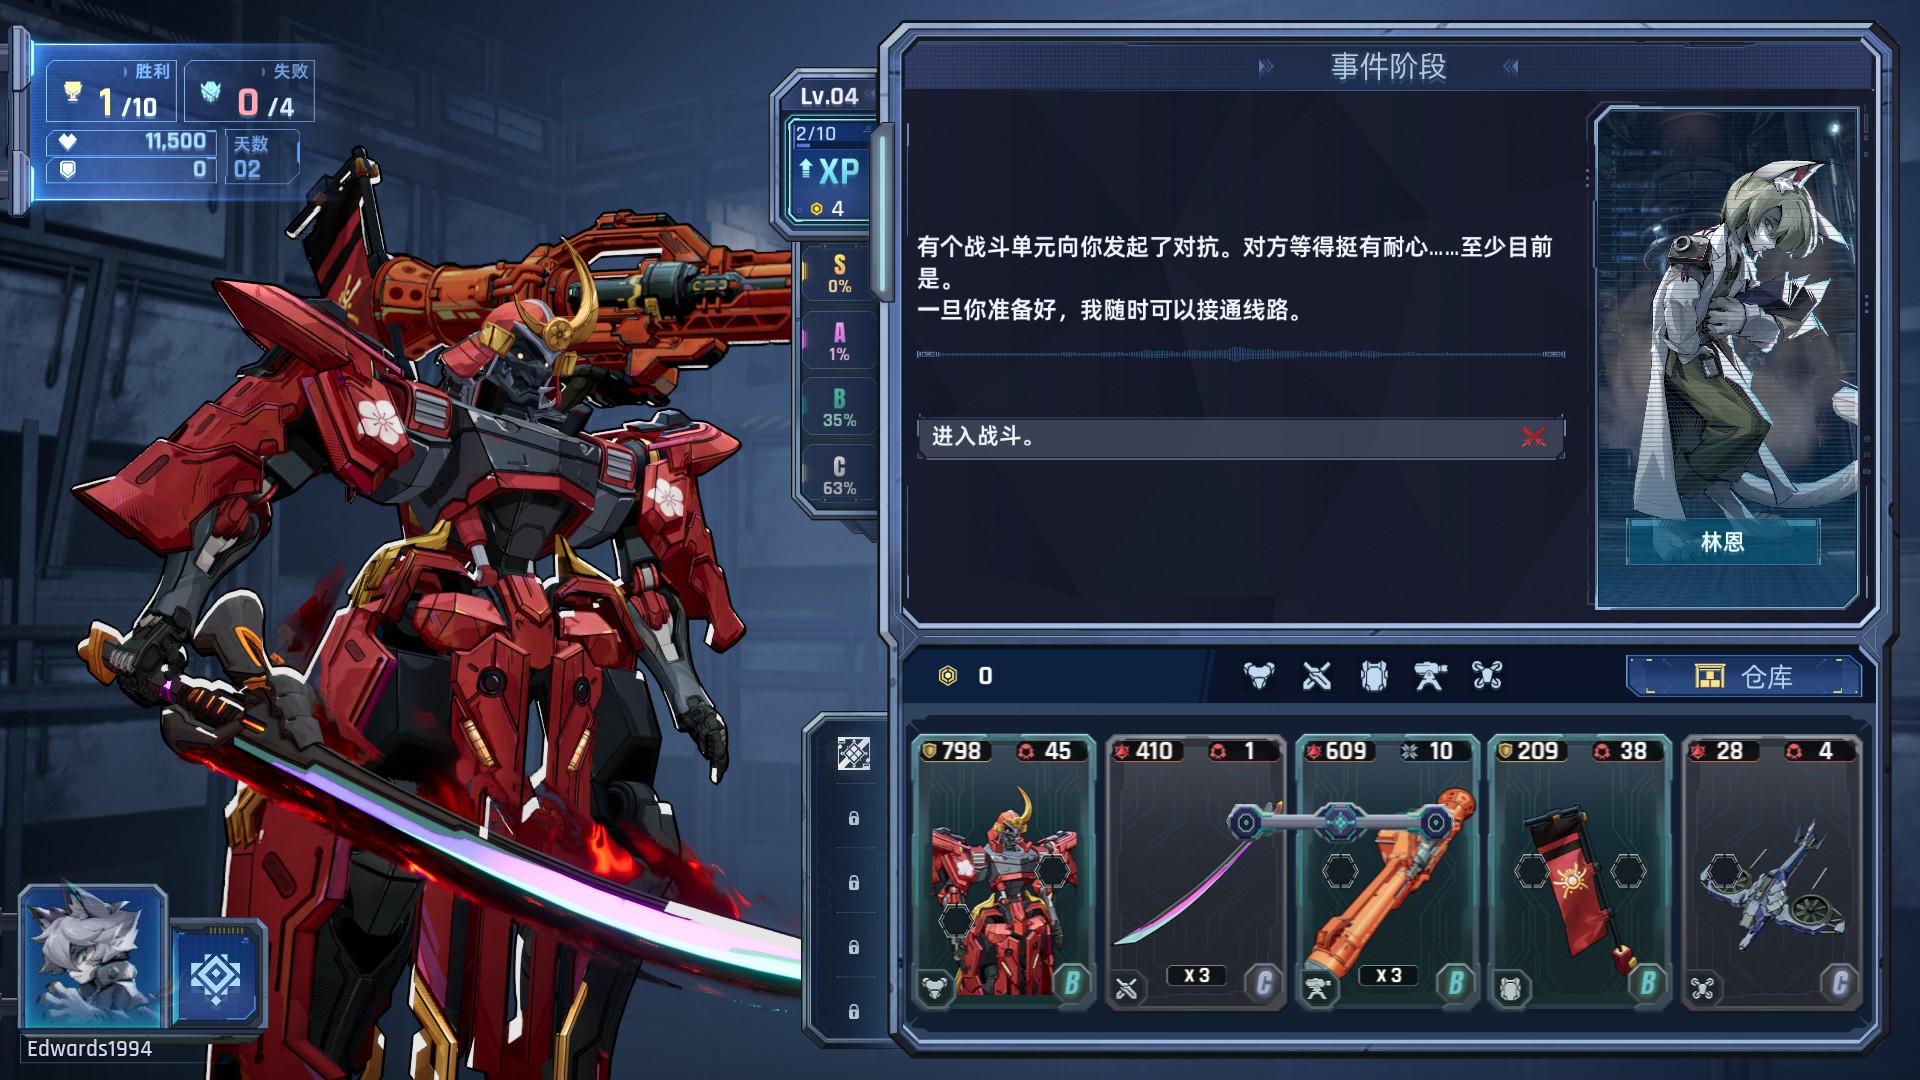 胜利
1/10
失败
0/4
11,500
0
天数
02
Lv.04
2/10
XP
4
S
0%
A
1%
B
35%
C
63%
事件阶段
有个战斗单元向你发起了对抗。对方等得挺有耐心……至少目前
是。
一旦你准备好，我随时可以接通线路。
进入战斗。
林恩
0
仓库
798
45
410
1
609
10
209
38
28
4
B
x3
C
x3
B
B
C
Edwards1994